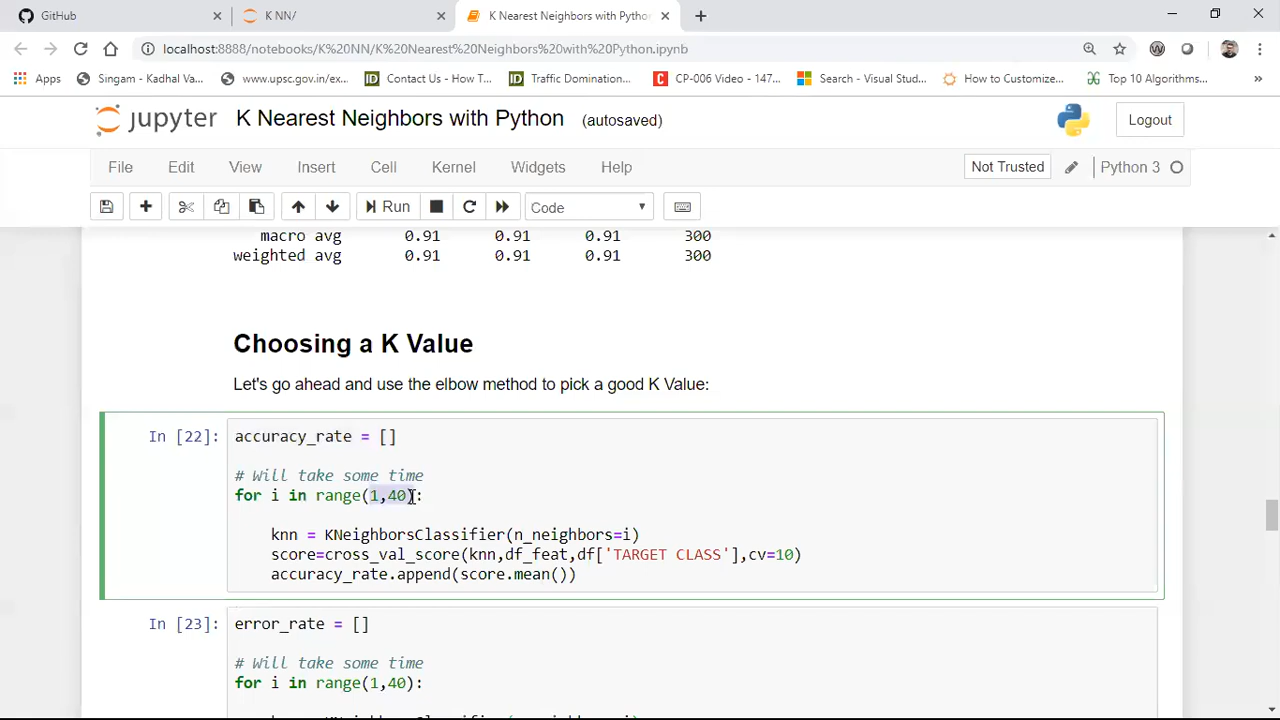 GitHub
K NN/
K Nearest Neighbors with Python
localhost:8888/notebooks/K%20NN/K%20Nearest%20Neighbors%20with%20Python.ipynb
Apps
Singam - Kadhal Va...
www.upsc.gov.in/ex...
ID Contact Us - How T...
ID Traffic Domination...
C CP-006 Video - 147...
Search - Visual Stud...
How to Customize...
Top 10 Algorithms...
»
jupyter K Nearest Neighbors with Python (autosaved)
Logout
File Edit View Insert Cell Kernel Widgets Help
Not Trusted
Python 3
Run
Code
macro avg 0.91 0.91 0.91 300
weighted avg 0.91 0.91 0.91 300
Choosing a K Value
Let's go ahead and use the elbow method to pick a good K Value:
In [22]: accuracy_rate = []
# Will take some time
for i in range(1,40):
knn = KNeighborsClassifier(n_neighbors=i)
score=cross_val_score(knn,df_feat,df['TARGET CLASS'],cv=10)
accuracy_rate.append(score.mean())
In [23]: error_rate = []
# Will take some time
for i in range(1,40):